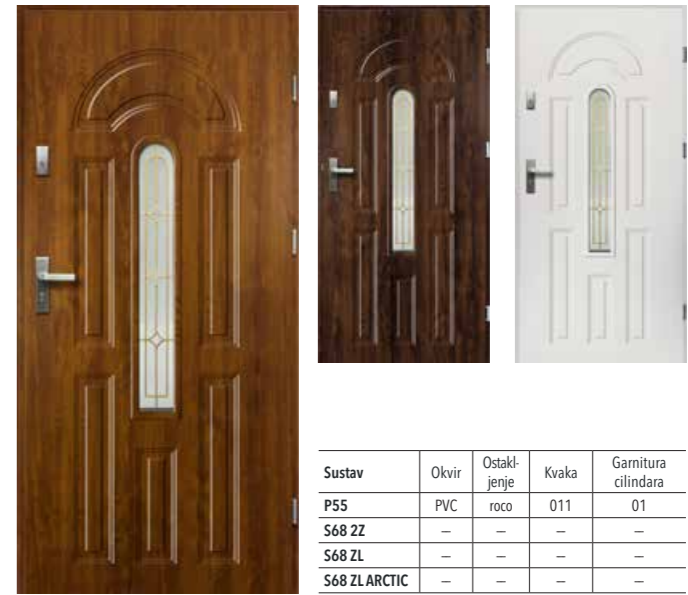 Sustav Okvir Ostakl-jenje Kvaka Garnitura cilindara
P55 PVC roco 011 01
S68 2Z – – – –
S68 ZL – – – –
S68 ZL ARCTIC – – – –